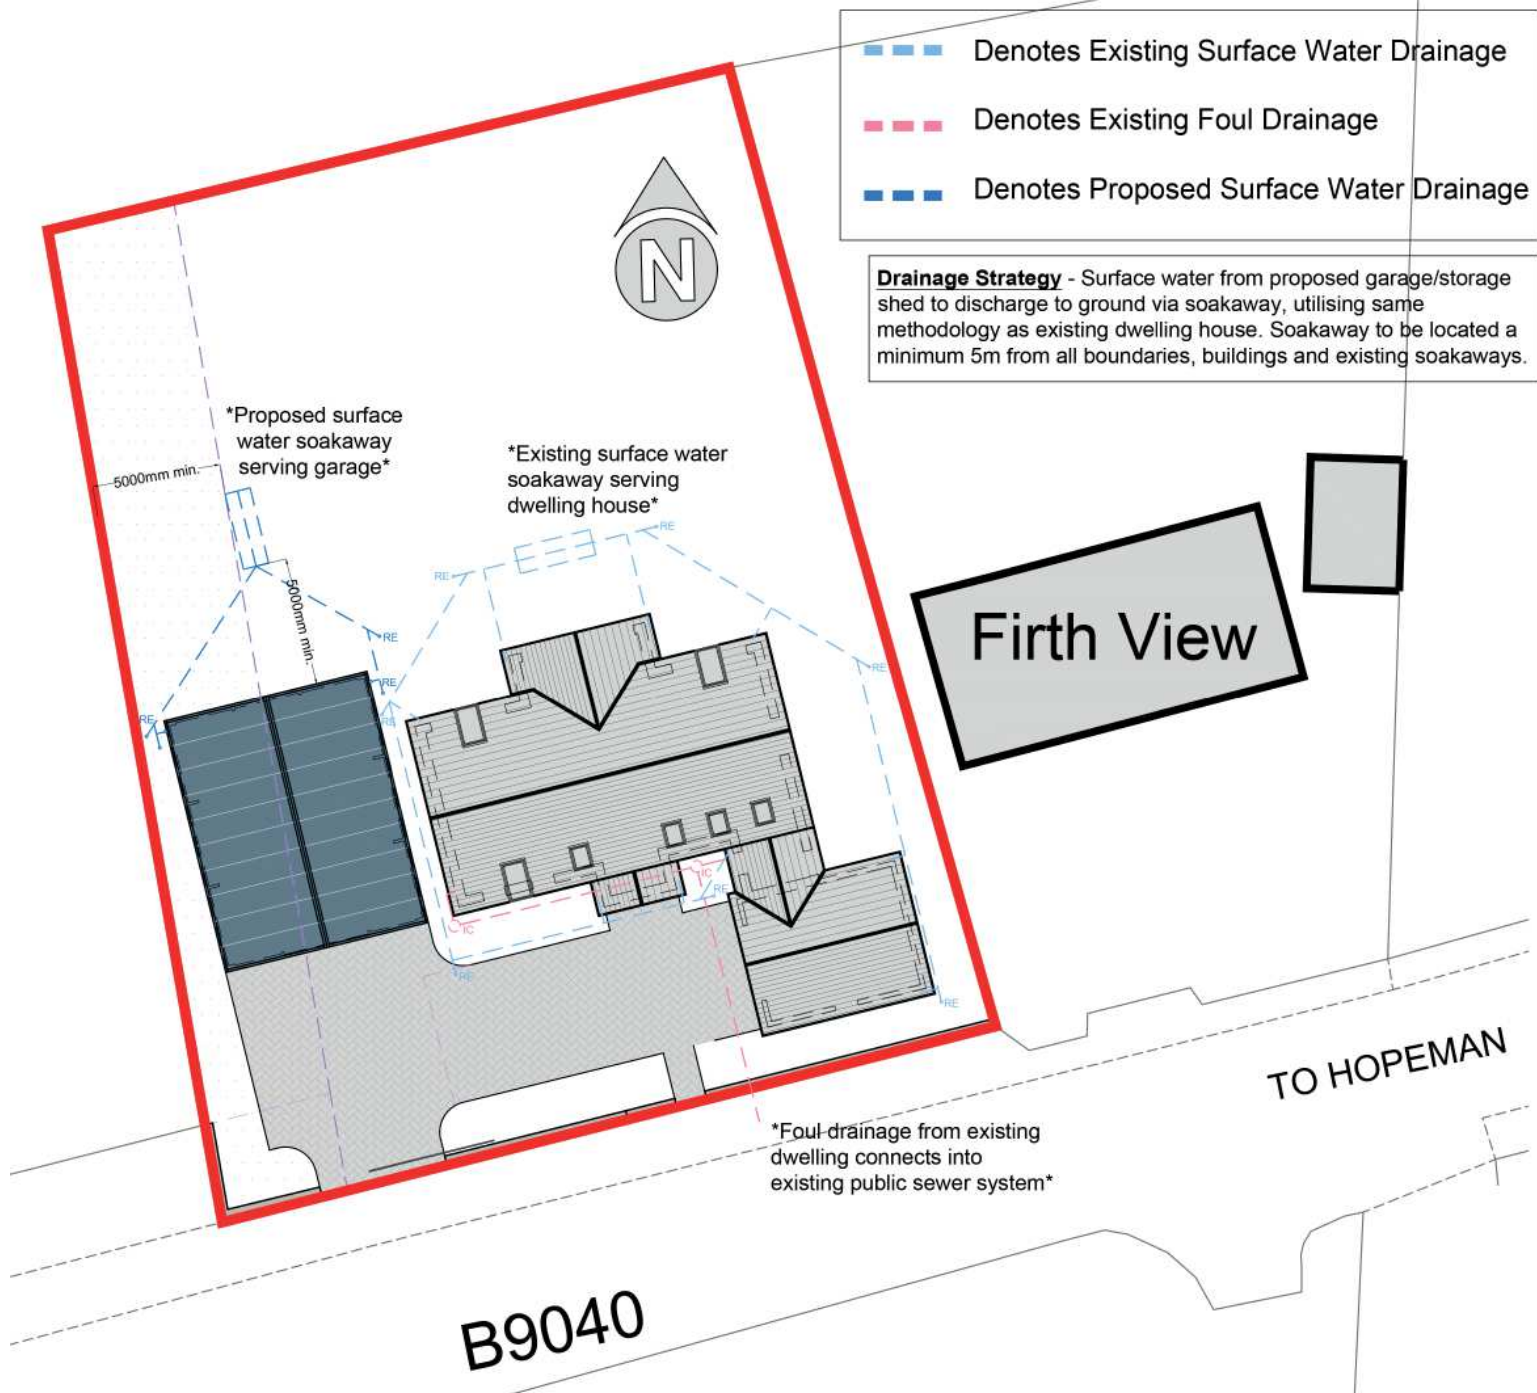 Denotes Existing Surface Water Drainage
Denotes Existing Foul Drainage
Denotes Proposed Surface Water Drainage
Drainage Strategy - Surface water from proposed garage/storage
shed to discharge to ground via soakaway, utilising same
methodology as existing dwelling house. Soakaway to be located a
minimum 5m from all boundaries, buildings and existing soakaways.
N
*Proposed surface
water soakaway
serving garage*
5000mm min.
*Existing surface water
soakaway serving
dwelling house*
RE
RE
5000mm min.
RE
RE
RE
RE
RE
Firth View
IC
RE
IC
RE
RE
TO HOPEMAN
*Foul drainage from existing
dwelling connects into
existing public sewer system*
B9040